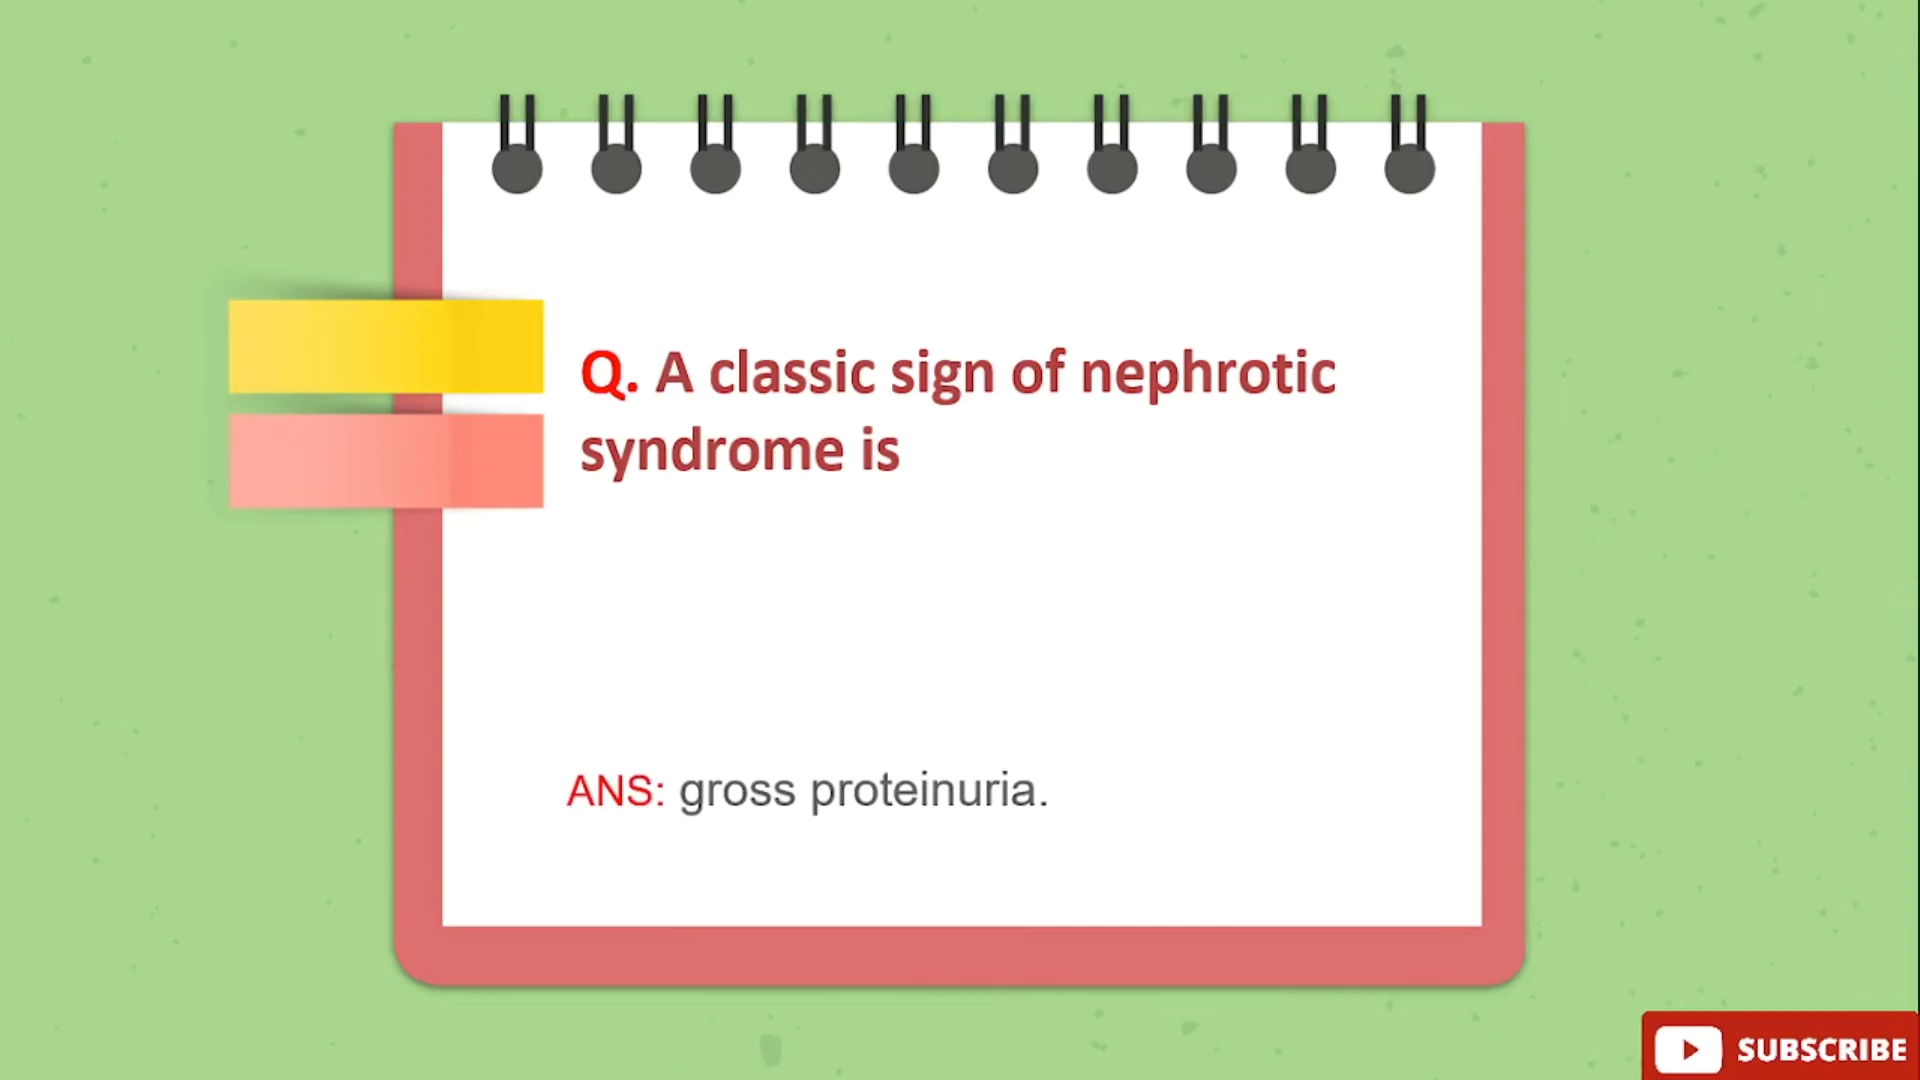 Q. A classic sign of nephrotic
syndrome is
ANS: gross proteinuria.
SUBSCRIBE